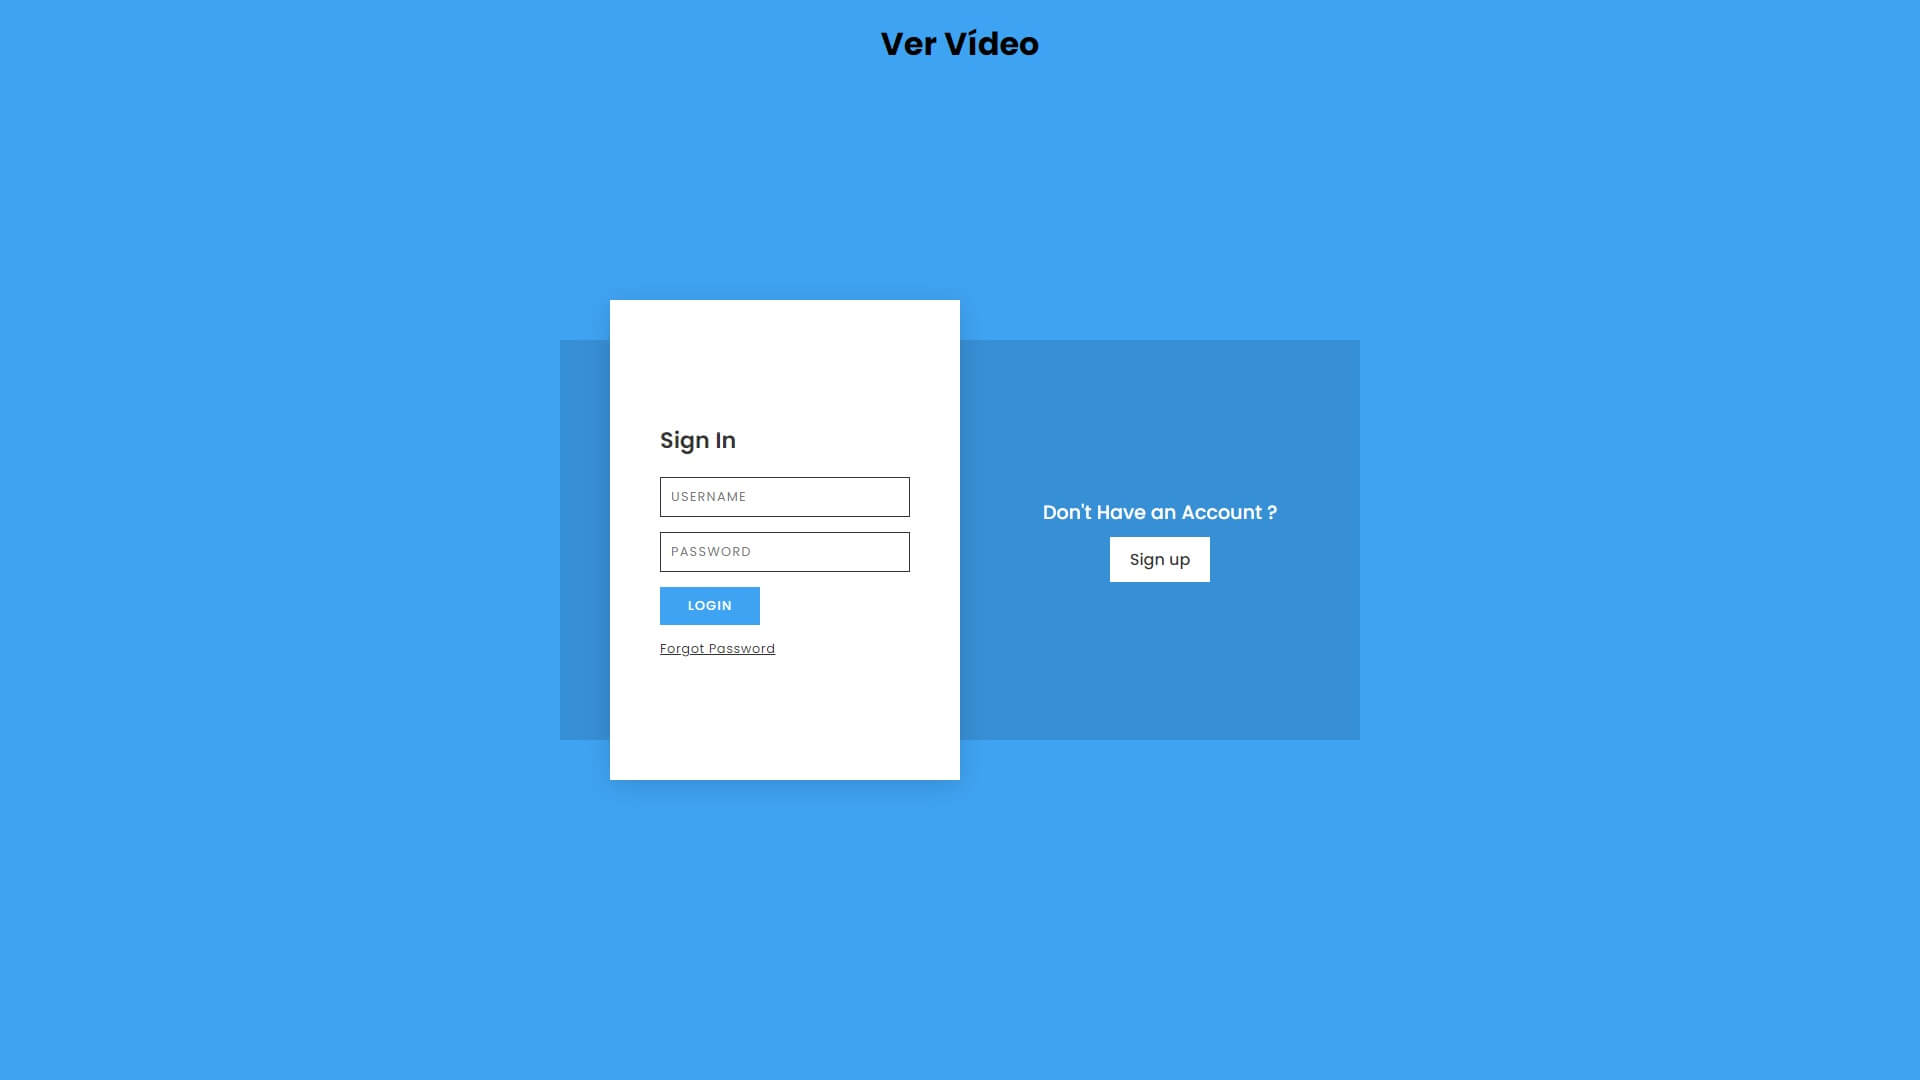 Ver Vídeo
Sign In
USERNAME
PASSWORD
LOGIN
Forgot Password
Don't Have an Account ?
Sign up